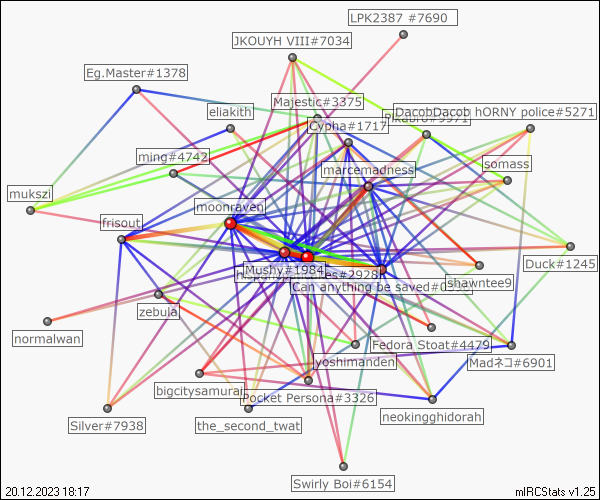 LPK2387 #7690
JKOUYH VIII#7034
Eg.Master#1378
Majestic#3375
eliakith
DacobDacob hORNY police#5271
Cypha#1717
ming#4742
marcemadness
somass
mukszi
moonraven
frisout
Duck#1245
Mushy#1984
#2928
shawntee9
Can anything be saved
zebula
normalwan
Fedora Stoat#4479
yoshimanden
Madネコ#6901
bigcitysamurai
Pocket Persona#3326
neokingghidorah
Silver#7938
the_second_twat
Swirly Boi#6154
20.12.2023 18:17
mIRCStats v1.25